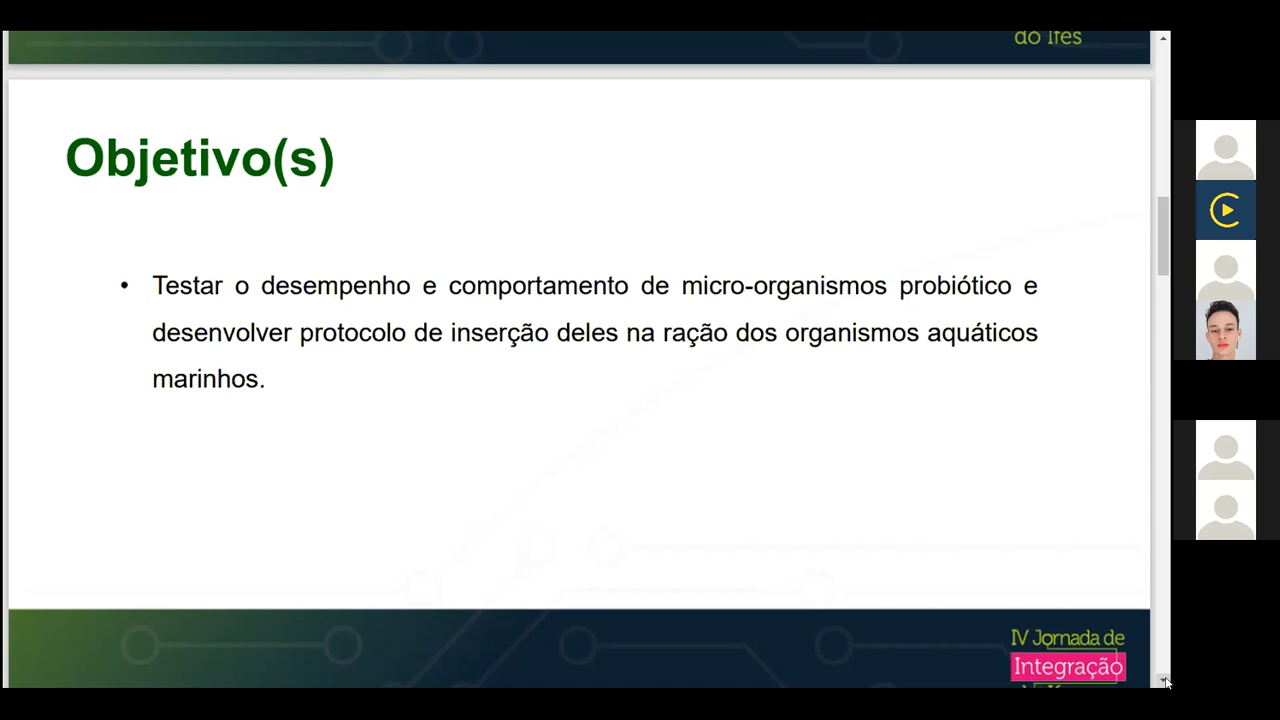 do Ifes
Objetivo(s)
• Testar o desempenho e comportamento de micro-organismos probiótico e
desenvolver protocolo de inserção deles na ração dos organismos aquáticos
marinhos.
IV Jornada de
Integração